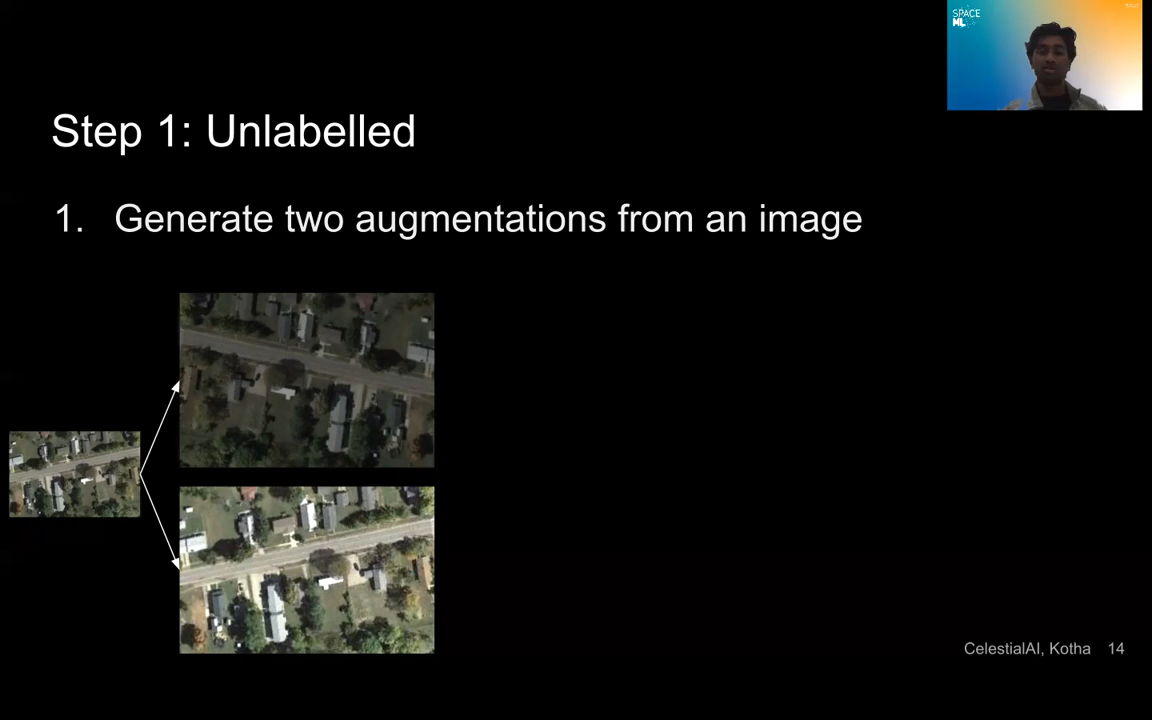 SPACE
ML
Step 1: Unlabelled
1. Generate two augmentations from an image
CelestialAI, Kotha 14